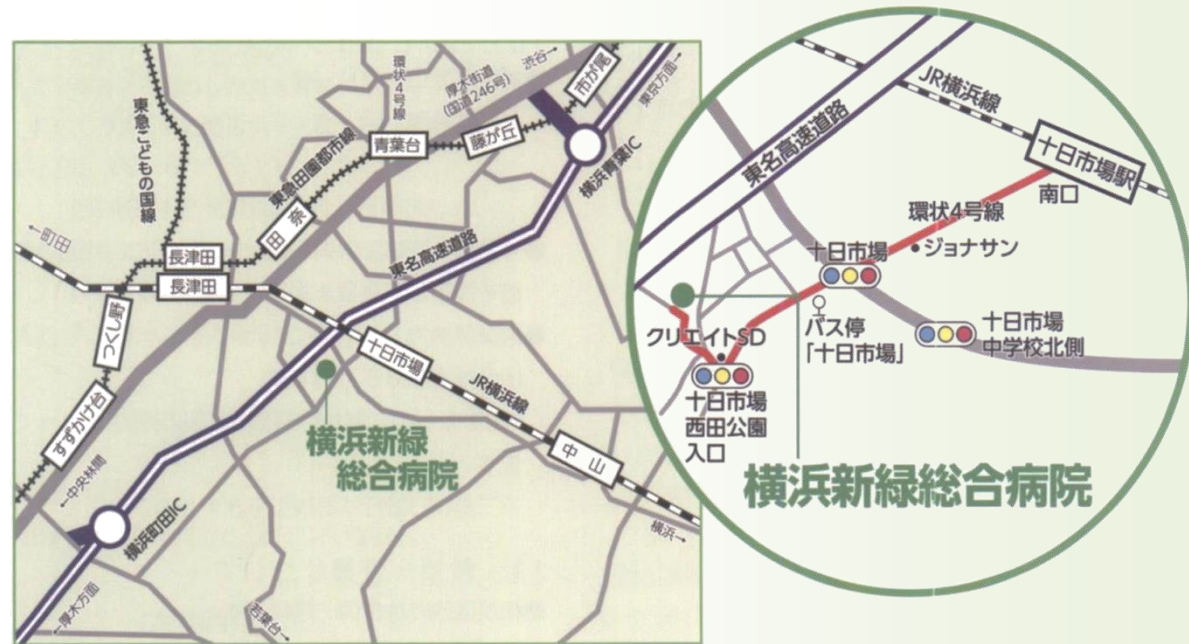 東急こどもの国線
環状4号線
厚木街道
(国道246号)
渋谷→
市が尾
東京方面→
青葉台
藤が丘
横浜青葉IC
東急田園都市線
田奈
←町田
長津田
長津田
東名高速道路
つくし野
十日市場
すずかけ台
JR横浜線
横浜新緑
総合病院
中山
←中央林間
横浜町田IC
横浜→
←厚木方面
若葉台→
JR横浜線
東名高速道路
十日市場駅
南口
環状4号線
十日市場
ジョナサン
バス停
「十日市場」
クリエイトSD
十日市場
中学校北側
十日市場
西田公園
入口
横浜新緑総合病院